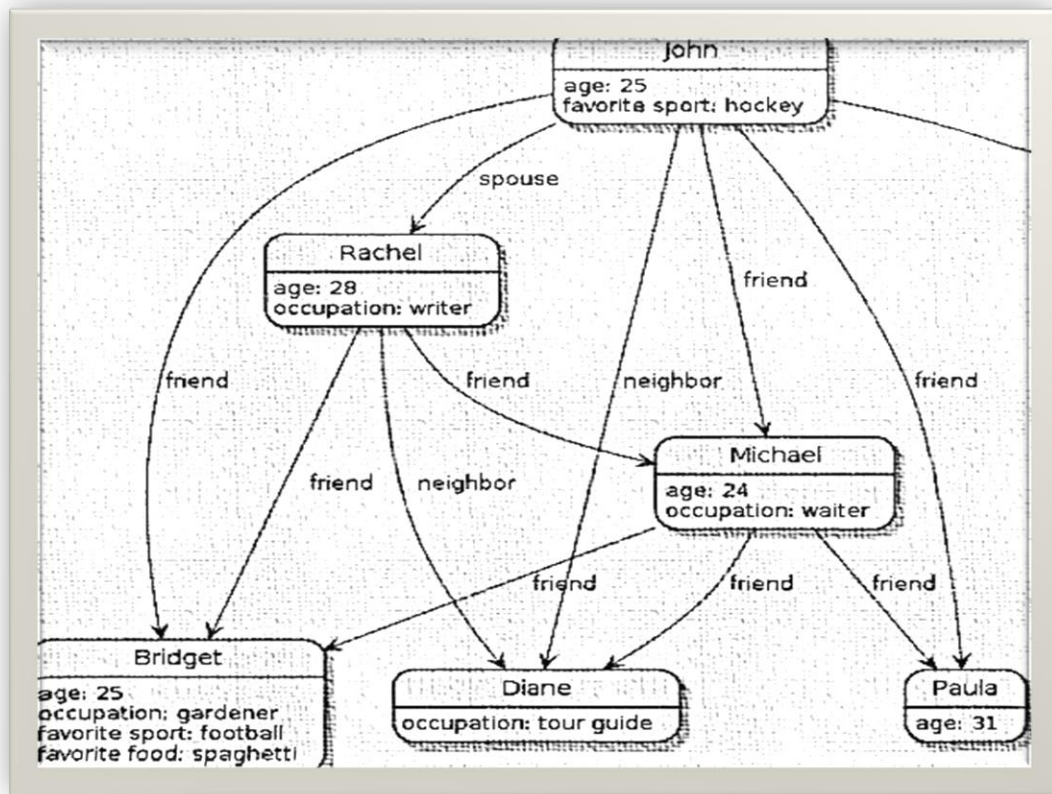 John
age: 25
favorite sport: hockey
spouse
Rachel
age: 28
occupation: writer
friend
friend
friend
neighbor
friend
Michael
age: 24
occupation: waiter
friend
neighbor
friend
friend
friend
Bridget
age: 25
occupation: gardener
favorite sport: football
favorite food: spaghetti
Diane
occupation: tour guide
Paula
age: 31